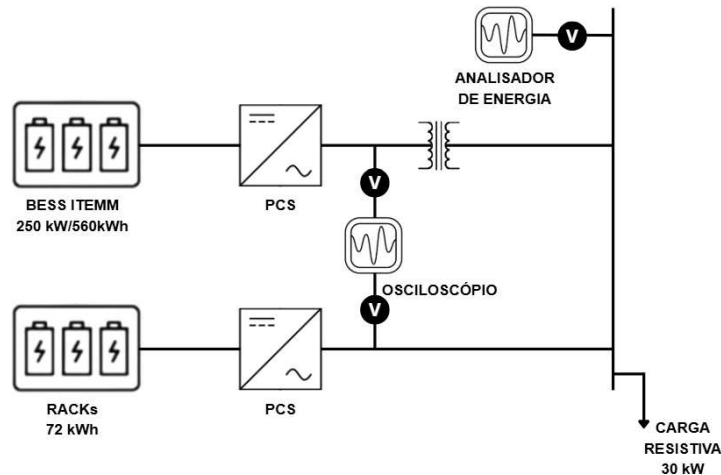 V
ANALISADOR
DE ENERGIA
BESS ITEMM
250 kW/560kWh
PCS
V
OSCILOSCÓPIO
V
RACKs
72 kWh
PCS
CARGA
RESISTIVA
30 kW